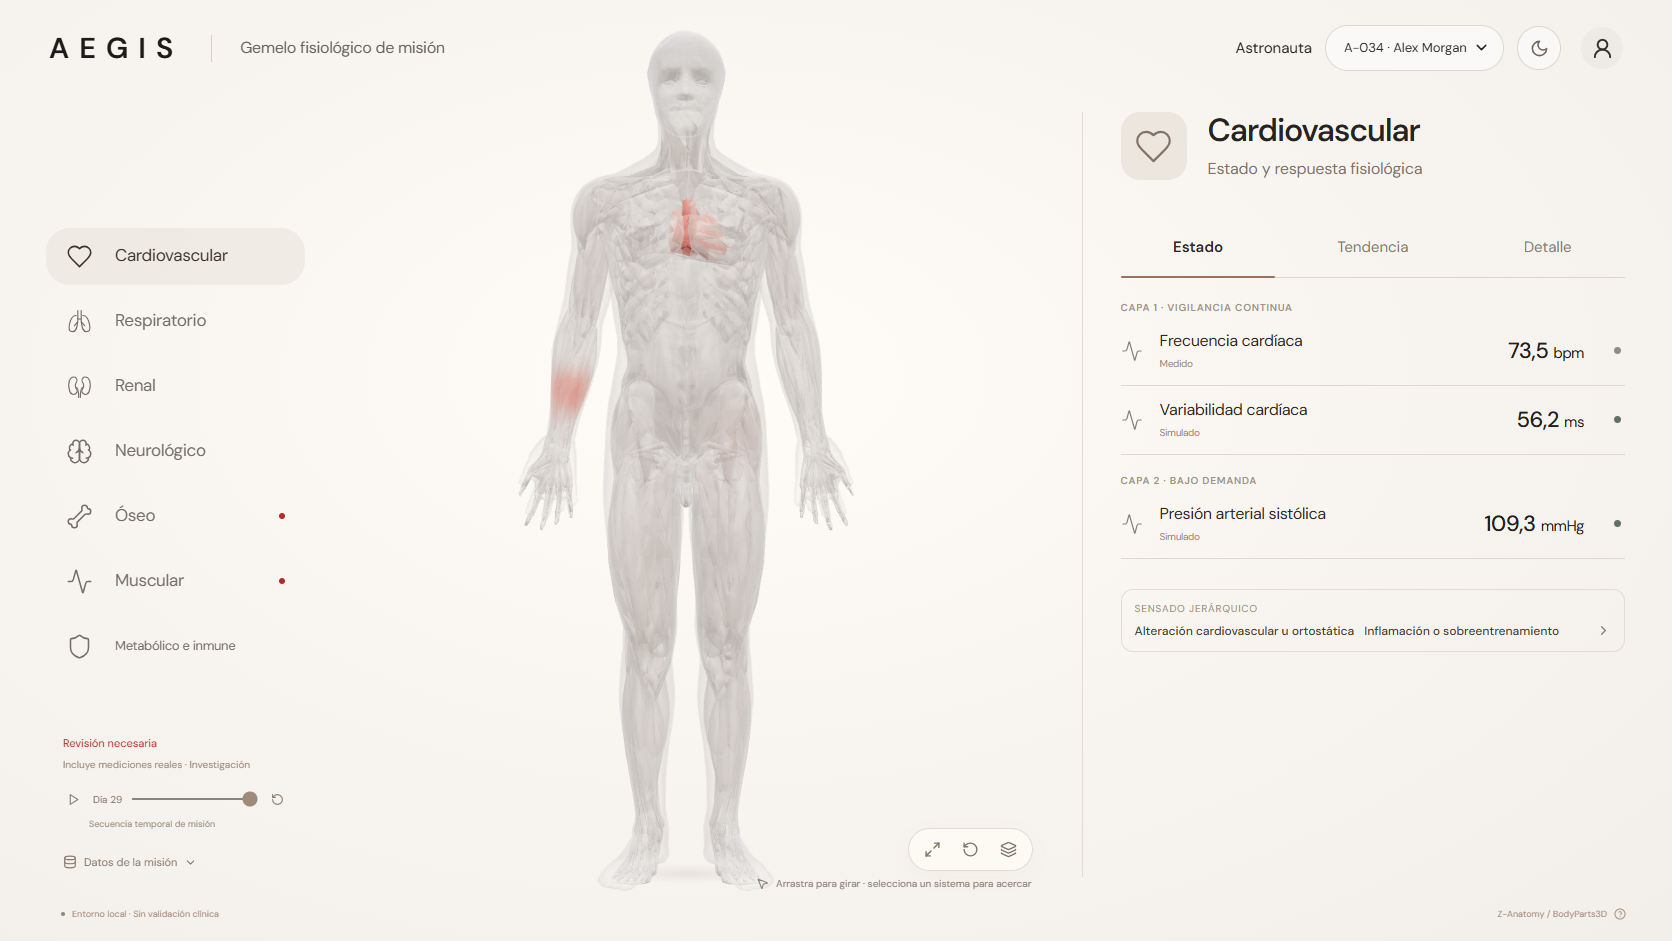 AEGIS
Gemelo fisiológico de misión
Astronauta
A-034 · Alex Morgan
Cardiovascular
Respiratorio
Renal
Neurológico
Óseo
Muscular
Metabólico e inmune
Revisión necesaria
Incluye mediciones reales · Investigación
Día 29
Secuencia temporal de misión
Datos de la misión
Entorno local · Sin validación clínica
Arrastra para girar · selecciona un sistema para acercar
Cardiovascular
Estado y respuesta fisiológica
Estado Tendencia Detalle
CAPA 1 · VIGILANCIA CONTINUA
Frecuencia cardíaca
Medido
73,5 bpm
Variabilidad cardíaca
Simulado
56,2 ms
CAPA 2 · BAJO DEMANDA
Presión arterial sistólica
Simulado
109,3 mmHg
SENSADO JERÁRQUICO
Alteración cardiovascular u ortostática Inflamación o sobreentrenamiento
Z-Anatomy / BodyParts3D